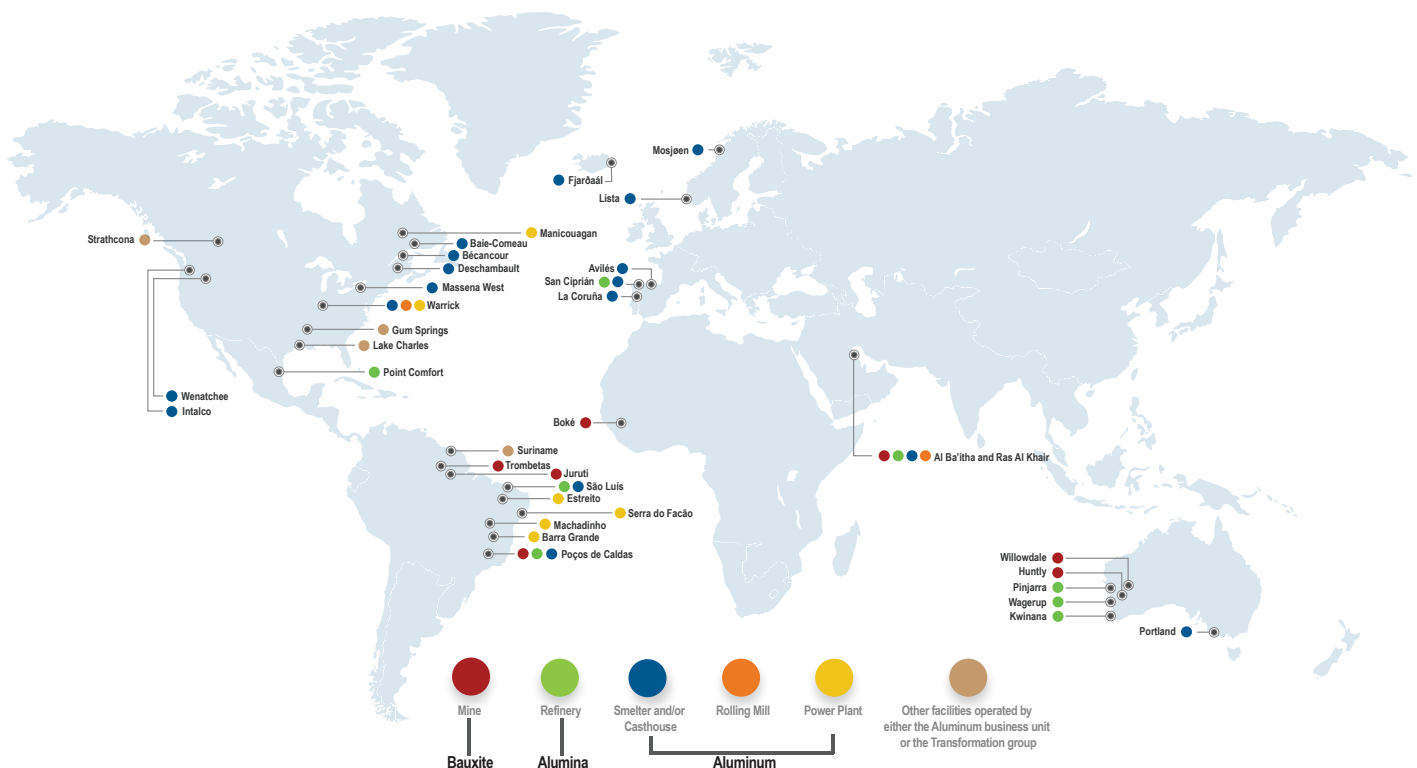 Mosjøen
Fjarðaál
Lista
Strathcona
Manicouagan
Baie-Comeau
Bécancour
Deschambault
Massena West
Warrick
Gum Springs
Lake Charles
Point Comfort
Wenatchee
Intalco
Avilés
San Ciprián
La Coruña
Boké
Al Ba'itha and Ras Al Khair
Suriname
Trombetas
Juruti
São Luís
Estreito
Serra do Facão
Machadinho
Barra Grande
Poços de Caldas
Willowdale
Huntly
Pinjarra
Wagerup
Kwinana
Portland
Mine
Refinery
Smelter and/or
Casthouse
Rolling Mill
Power Plant
Other facilities operated by
either the Aluminum business unit
or the Transformation group
Bauxite
Alumina
Aluminum